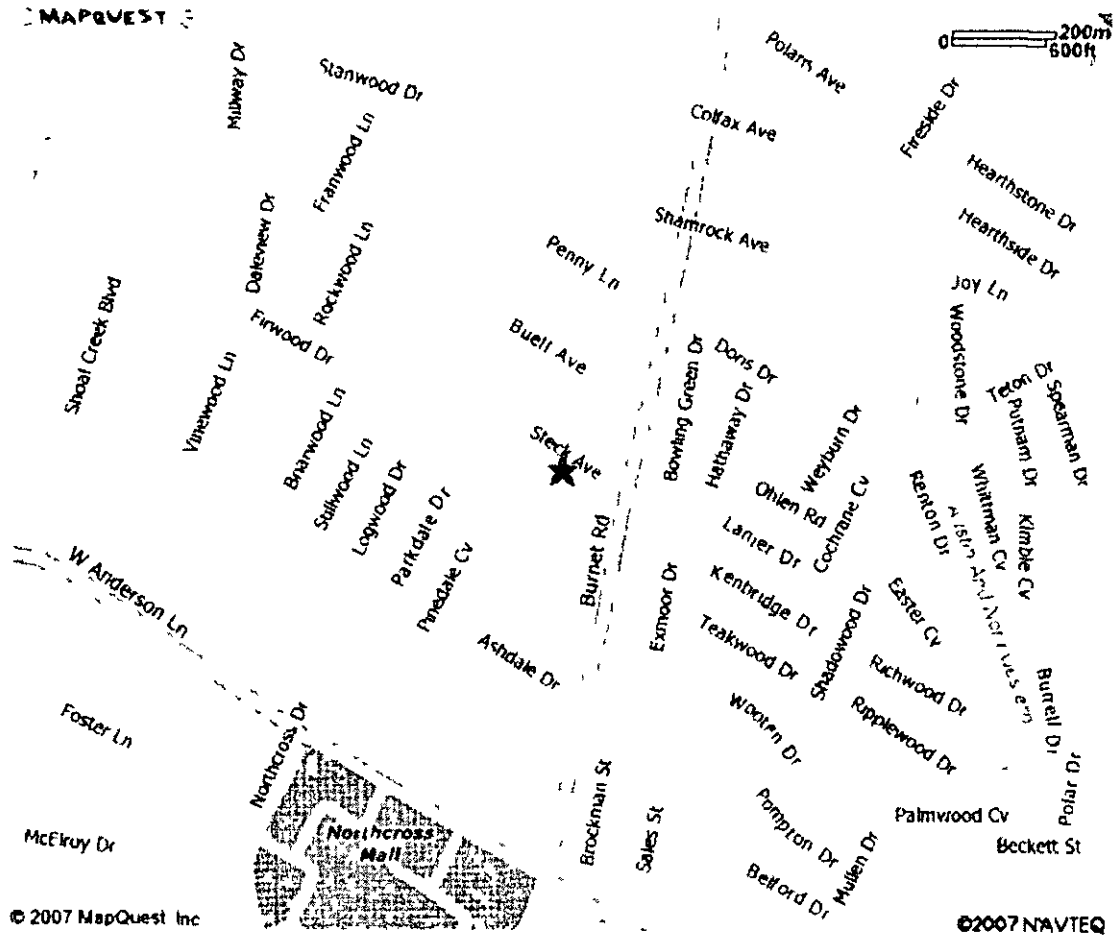 MAPQUEST
0 200m
600ft
Polaris Ave
Millway Dr
Stanwood Dr
Colfax Ave
Fireside Dr
Franwood Ln
Hearthstone Dr
Shamrock Ave
Hearthside Dr
Daleview Dr
Rockwood Ln
Penny Ln
Joy Ln
Shoal Creek Blvd
Firwood Dr
Buell Ave
Bowling Green Dr
Doris Dr
Woodstone Dr
Teton Dr
Vinewood Ln
Hathaway Dr
Putnam Dr
Spearman Dr
Briarwood Ln
Steck Ave
Weyburn Dr
Stillwood Ln
Logwood Dr
Ohlen Rd
Renton Dr
Whittman Cv
Parkdale Dr
Cochrane Cv
Kimble Cv
Burnet Rd
Lanier Dr
Pinedale Cv
W Anderson Ln
Exmoor Dr
Kenbridge Dr
Easter Cv
Teakwood Dr
Shadowood Dr
Ashdale Dr
Richwood Dr
Burrell Dr
Foster Ln
Northcross Dr
Wooten Dr
Ripplewood Dr
Polar Dr
Brockman St
Sales St
Palmwood Cv
McElroy Dr
Northcross
Mall
Pompton Dr
Mullen Dr
Beckett St
Belford Dr
© 2007 MapQuest Inc
©2007 NAVTEQ